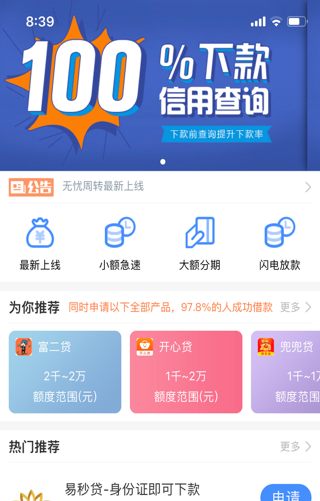 8:39
100%下款
信用查询
下款前查询提升下款率
公告
无忧周转最新上线
最新上线
小额急速
大额分期
闪电放款
为你推荐
同时申请以下全部产品，97.8%的人成功借款
更多
富二贷
2千~2万
额度范围(元)
开心贷
1千~2万
额度范围(元)
兜兜花
1千~1
额度范围
热门推荐
更多
易秒贷-身份证即可下款
申请